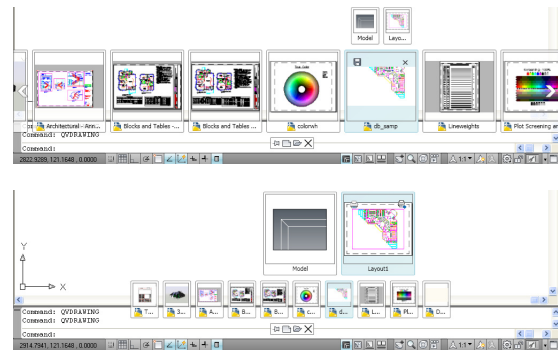 Model Layo...
Architectural - Ann... Blocks and Tables -... Blocks and Tables ... colorwh db_samp Lineweights Plot Screening an
Command: QVDRAWING
Command:
2822.9289, 121.1648, 0.0000 1:1
Model Layout1
Y
X
T... 3... A... B... B... c... d... L... Pl... D...
Command: QVDRAWING
Command: QVDRAWING
Command:
2914.7941, 121.1648, 0.0000 1:1